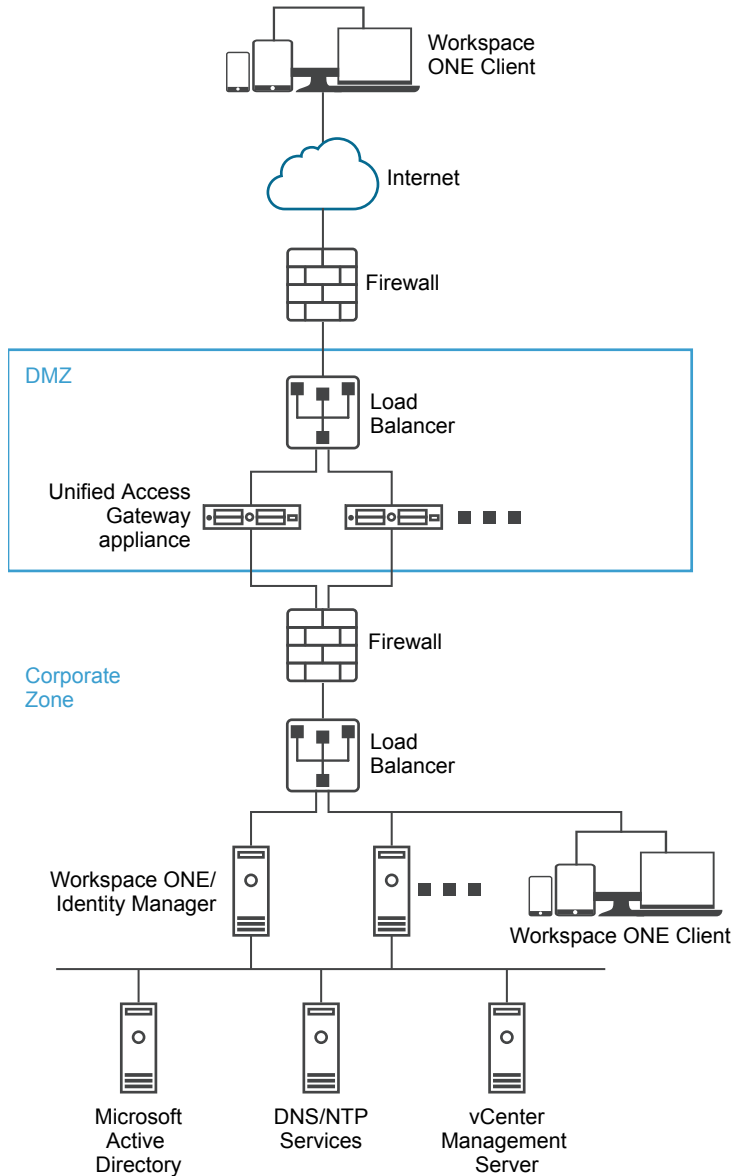 Workspace
ONE Client
Internet
Firewall
DMZ
Load
Balancer
Unified Access
Gateway
appliance
Firewall
Corporate
Zone
Load
Balancer
Workspace ONE/
Identity Manager
Workspace ONE Client
Microsoft
Active
Directory
DNS/NTP
Services
vCenter
Management
Server